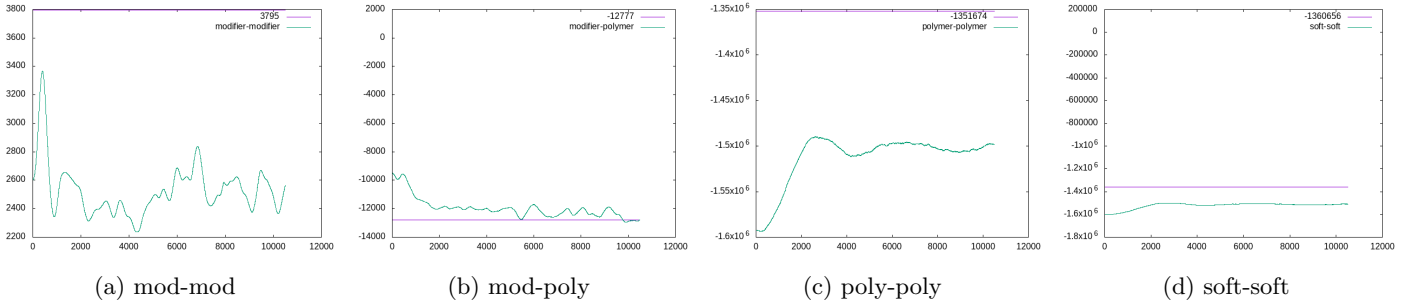 3800
3600
3400
3200
3000
2800
2600
2400
2200
0 2000 4000 6000 8000 10000 12000
3795
modifier-modifier
(a) mod-mod
2000
0
-2000
-4000
-6000
-8000
-10000
-12000
-14000
0 2000 4000 6000 8000 10000 12000
-12777
modifier-polymer
(b) mod-poly
-1.35x10^6
-1.4x10^6
-1.45x10^6
-1.5x10^6
-1.55x10^6
-1.6x10^6
0 2000 4000 6000 8000 10000 12000
-1351674
polymer-polymer
(c) poly-poly
200000
0
-200000
-400000
-600000
-800000
-1x10^6
-1.2x10^6
-1.4x10^6
-1.6x10^6
-1.8x10^6
0 2000 4000 6000 8000 10000 12000
-1360656
soft-soft
(d) soft-soft